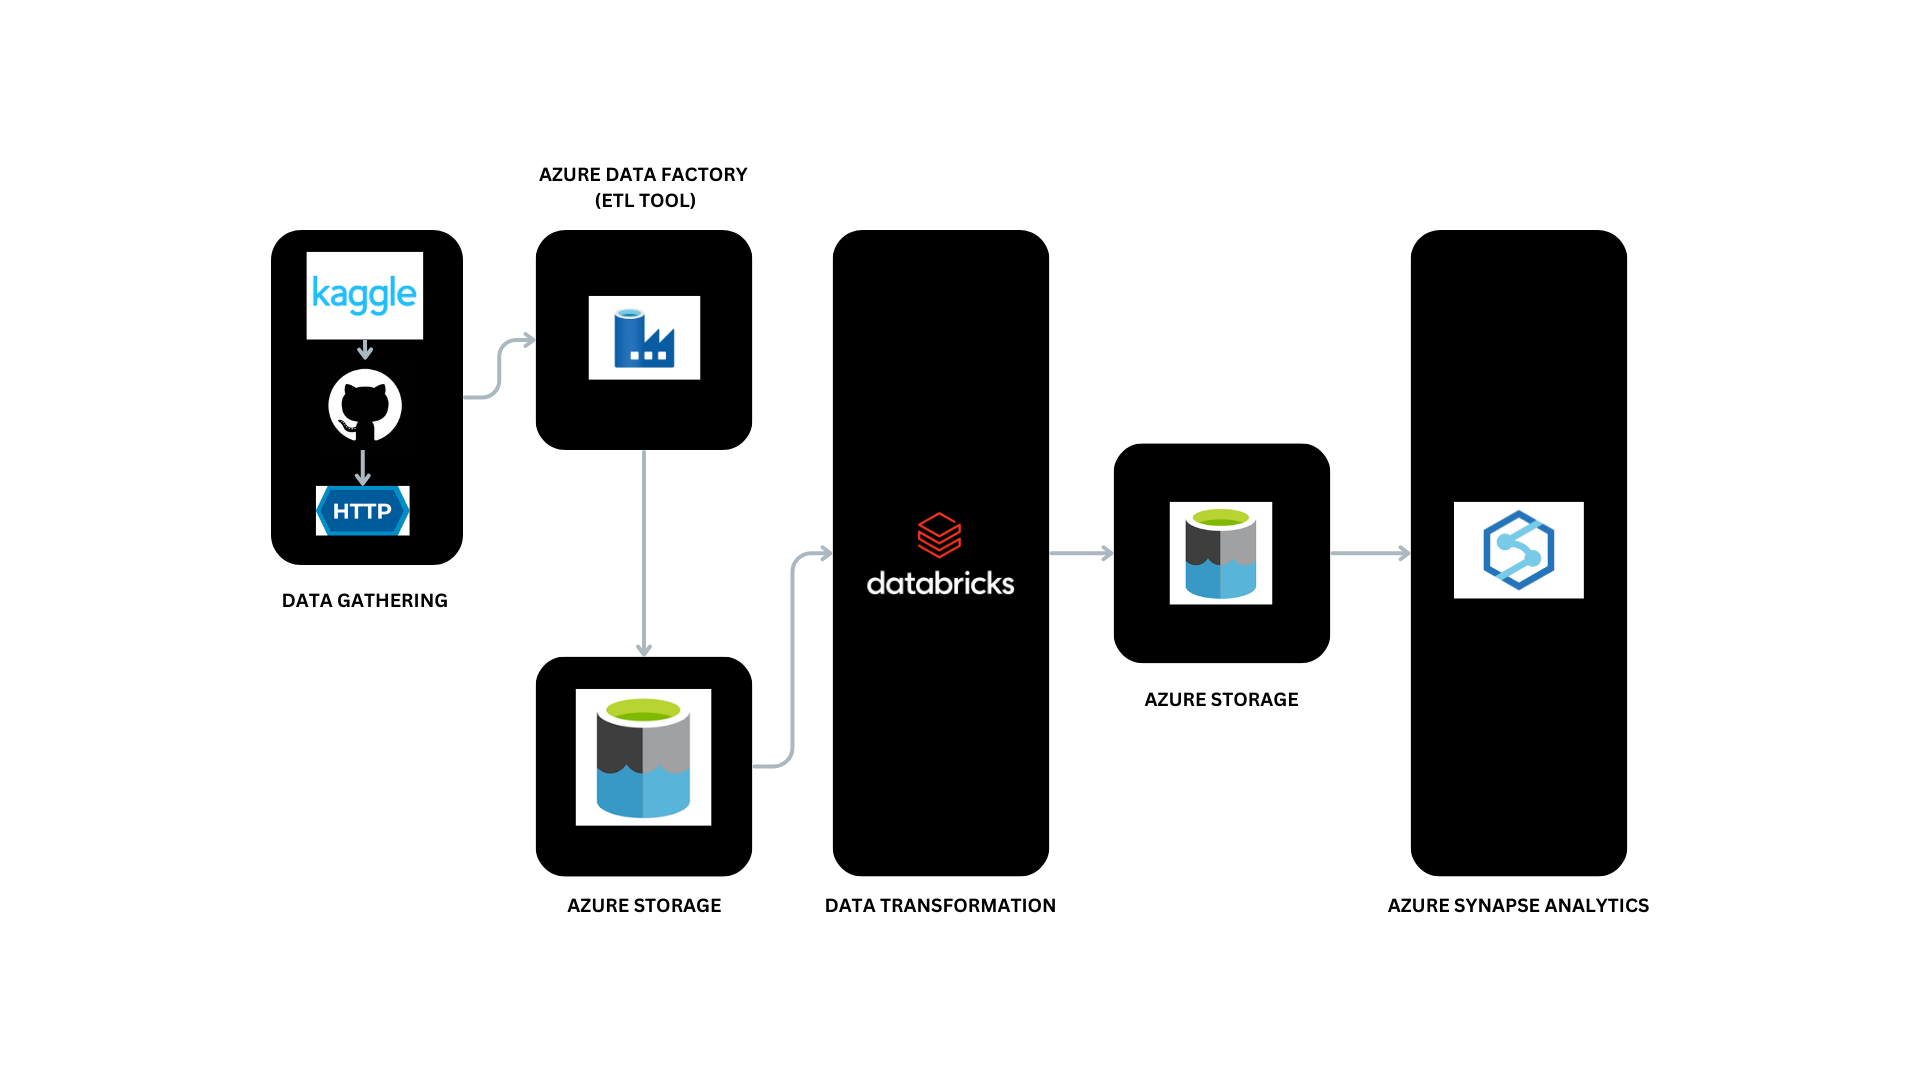 AZURE DATA FACTORY
(ETL TOOL)
kaggle
HTTP
DATA GATHERING
databricks
AZURE STORAGE
AZURE STORAGE
DATA TRANSFORMATION
AZURE SYNAPSE ANALYTICS